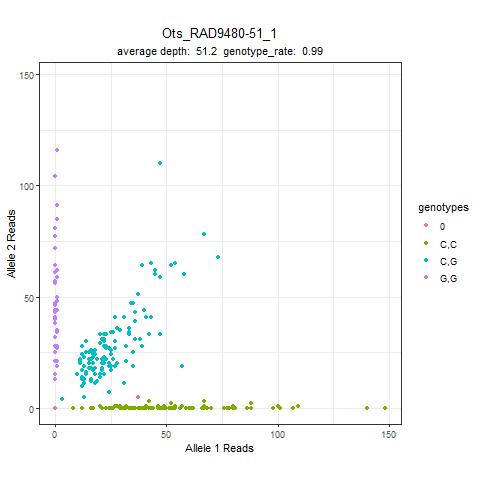 Ots_RAD9480-51_1
average depth: 51.2 genotype_rate: 0.99
150
100
50
0
Allele 2 Reads
0 50 100 150
Allele 1 Reads
genotypes
0
C,C
C,G
G,G